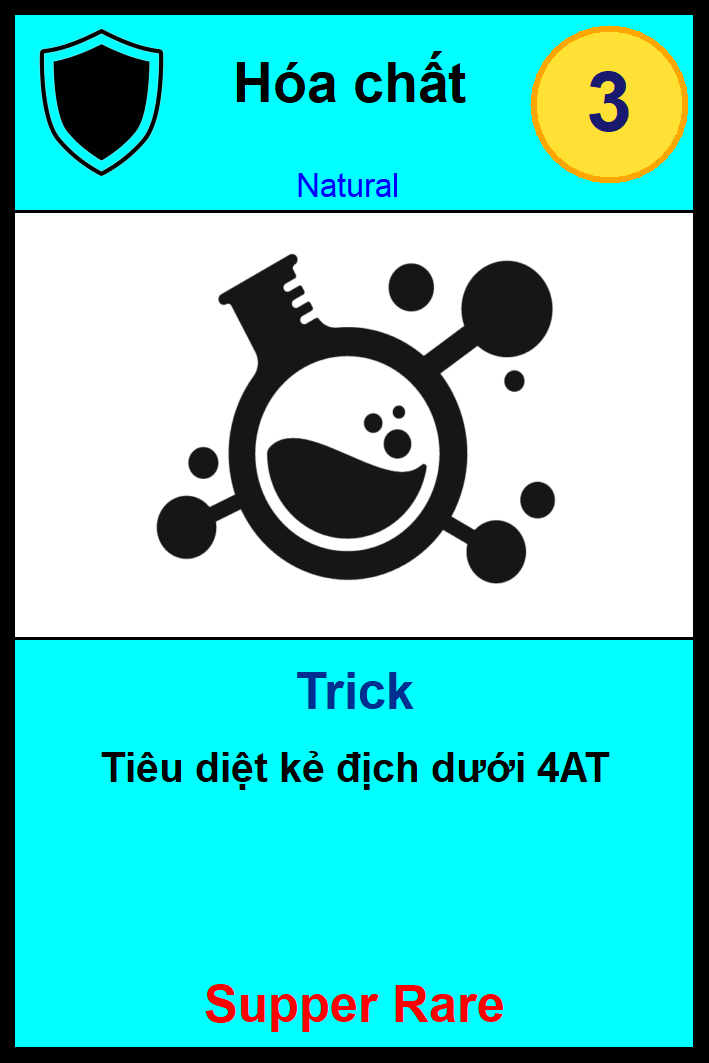 Hóa chất
3
Natural
Trick
Tiêu diệt kẻ địch dưới 4AT
Supper Rare